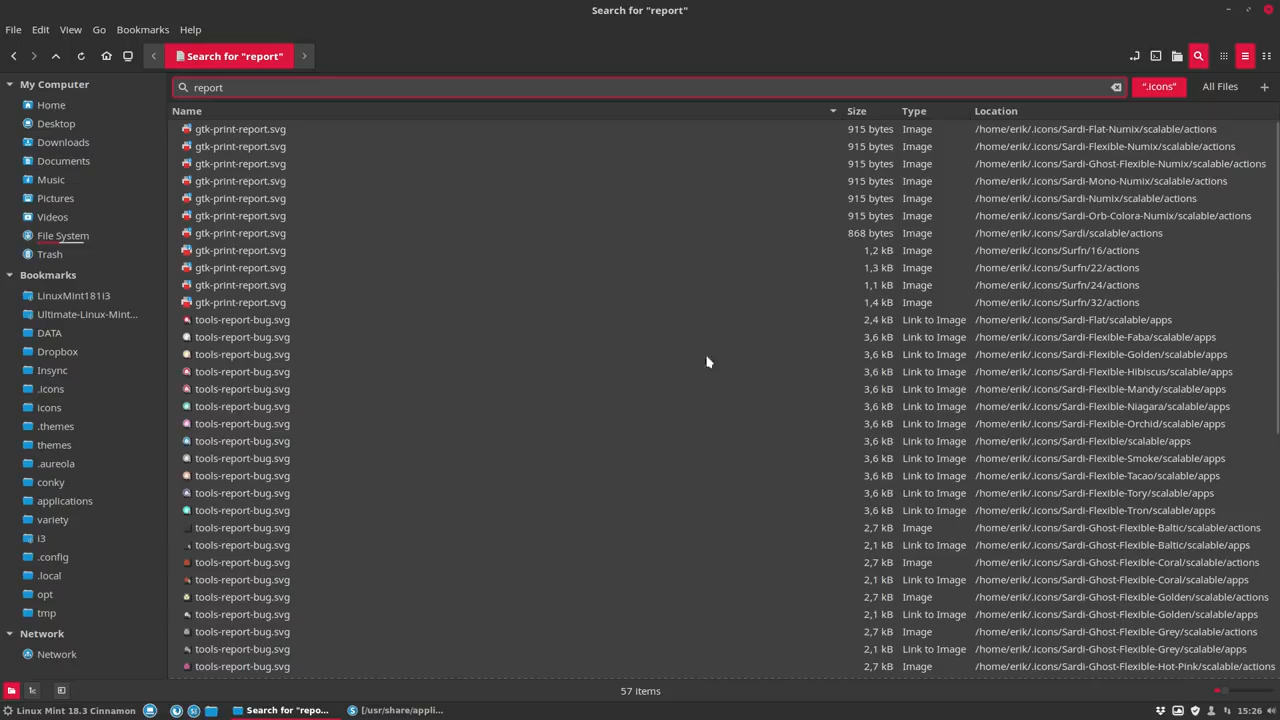 Search for "report"
File Edit View Go Bookmarks Help
Search for "report"
report
".icons"
All Files
Name Size Type Location
My Computer
Home
Desktop
Downloads
Documents
Music
Pictures
Videos
File System
Trash
Bookmarks
LinuxMint181i3
Ultimate-Linux-Mint...
DATA
Dropbox
Insync
.icons
icons
.themes
themes
.aureola
conky
applications
variety
i3
.config
.local
opt
tmp
Network
Network
gtk-print-report.svg 915 bytes Image /home/erik/.icons/Sardi-Flat-Numix/scalable/actions
gtk-print-report.svg 915 bytes Image /home/erik/.icons/Sardi-Flexible-Numix/scalable/actions
gtk-print-report.svg 915 bytes Image /home/erik/.icons/Sardi-Ghost-Flexible-Numix/scalable/actions
gtk-print-report.svg 915 bytes Image /home/erik/.icons/Sardi-Mono-Numix/scalable/actions
gtk-print-report.svg 915 bytes Image /home/erik/.icons/Sardi-Numix/scalable/actions
gtk-print-report.svg 915 bytes Image /home/erik/.icons/Sardi-Orb-Colora-Numix/scalable/actions
gtk-print-report.svg 868 bytes Image /home/erik/.icons/Sardi/scalable/actions
gtk-print-report.svg 1,2 kB Image /home/erik/.icons/Surfn/16/actions
gtk-print-report.svg 1,3 kB Image /home/erik/.icons/Surfn/22/actions
gtk-print-report.svg 1,1 kB Image /home/erik/.icons/Surfn/24/actions
gtk-print-report.svg 1,4 kB Image /home/erik/.icons/Surfn/32/actions
tools-report-bug.svg 2,4 kB Link to Image /home/erik/.icons/Sardi-Flat/scalable/apps
tools-report-bug.svg 3,6 kB Link to Image /home/erik/.icons/Sardi-Flexible-Faba/scalable/apps
tools-report-bug.svg 3,6 kB Link to Image /home/erik/.icons/Sardi-Flexible-Golden/scalable/apps
tools-report-bug.svg 3,6 kB Link to Image /home/erik/.icons/Sardi-Flexible-Hibiscus/scalable/apps
tools-report-bug.svg 3,6 kB Link to Image /home/erik/.icons/Sardi-Flexible-Mandy/scalable/apps
tools-report-bug.svg 3,6 kB Link to Image /home/erik/.icons/Sardi-Flexible-Niagara/scalable/apps
tools-report-bug.svg 3,6 kB Link to Image /home/erik/.icons/Sardi-Flexible-Orchid/scalable/apps
tools-report-bug.svg 3,6 kB Link to Image /home/erik/.icons/Sardi-Flexible/scalable/apps
tools-report-bug.svg 3,6 kB Link to Image /home/erik/.icons/Sardi-Flexible-Smoke/scalable/apps
tools-report-bug.svg 3,6 kB Link to Image /home/erik/.icons/Sardi-Flexible-Tacao/scalable/apps
tools-report-bug.svg 3,6 kB Link to Image /home/erik/.icons/Sardi-Flexible-Tory/scalable/apps
tools-report-bug.svg 3,6 kB Link to Image /home/erik/.icons/Sardi-Flexible-Tron/scalable/apps
tools-report-bug.svg 2,7 kB Image /home/erik/.icons/Sardi-Ghost-Flexible-Baltic/scalable/actions
tools-report-bug.svg 2,1 kB Link to Image /home/erik/.icons/Sardi-Ghost-Flexible-Baltic/scalable/apps
tools-report-bug.svg 2,7 kB Image /home/erik/.icons/Sardi-Ghost-Flexible-Coral/scalable/actions
tools-report-bug.svg 2,1 kB Link to Image /home/erik/.icons/Sardi-Ghost-Flexible-Coral/scalable/apps
tools-report-bug.svg 2,7 kB Image /home/erik/.icons/Sardi-Ghost-Flexible-Golden/scalable/actions
tools-report-bug.svg 2,1 kB Link to Image /home/erik/.icons/Sardi-Ghost-Flexible-Golden/scalable/apps
tools-report-bug.svg 2,7 kB Image /home/erik/.icons/Sardi-Ghost-Flexible-Grey/scalable/actions
tools-report-bug.svg 2,1 kB Link to Image /home/erik/.icons/Sardi-Ghost-Flexible-Grey/scalable/apps
tools-report-bug.svg 2,7 kB Image /home/erik/.icons/Sardi-Ghost-Flexible-Hot-Pink/scalable/actions
57 items
Linux Mint 18.3 Cinnamon
Search for "repo...
[/usr/share/appli...
15:26